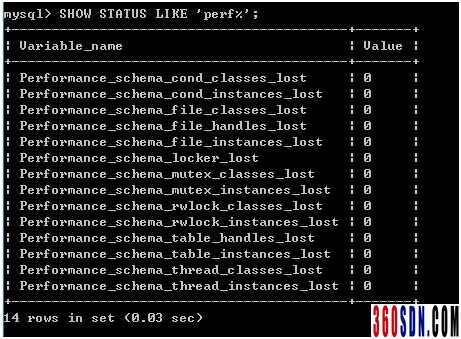 mysql> SHOW STATUS LIKE 'perf%';
+-----------------------------------------------+-------+
¦ Variable_name ¦ Value ¦
+-----------------------------------------------+-------+
¦ Performance_schema_cond_classes_lost ¦ 0 ¦
¦ Performance_schema_cond_instances_lost ¦ 0 ¦
¦ Performance_schema_file_classes_lost ¦ 0 ¦
¦ Performance_schema_file_handles_lost ¦ 0 ¦
¦ Performance_schema_file_instances_lost ¦ 0 ¦
¦ Performance_schema_locker_lost ¦ 0 ¦
¦ Performance_schema_mutex_classes_lost ¦ 0 ¦
¦ Performance_schema_mutex_instances_lost ¦ 0 ¦
¦ Performance_schema_rwlock_classes_lost ¦ 0 ¦
¦ Performance_schema_rwlock_instances_lost ¦ 0 ¦
¦ Performance_schema_table_handles_lost ¦ 0 ¦
¦ Performance_schema_table_instances_lost ¦ 0 ¦
¦ Performance_schema_thread_classes_lost ¦ 0 ¦
¦ Performance_schema_thread_instances_lost ¦ 0 ¦
+-----------------------------------------------+-------+
14 rows in set (0.03 sec)
360SDN.COM